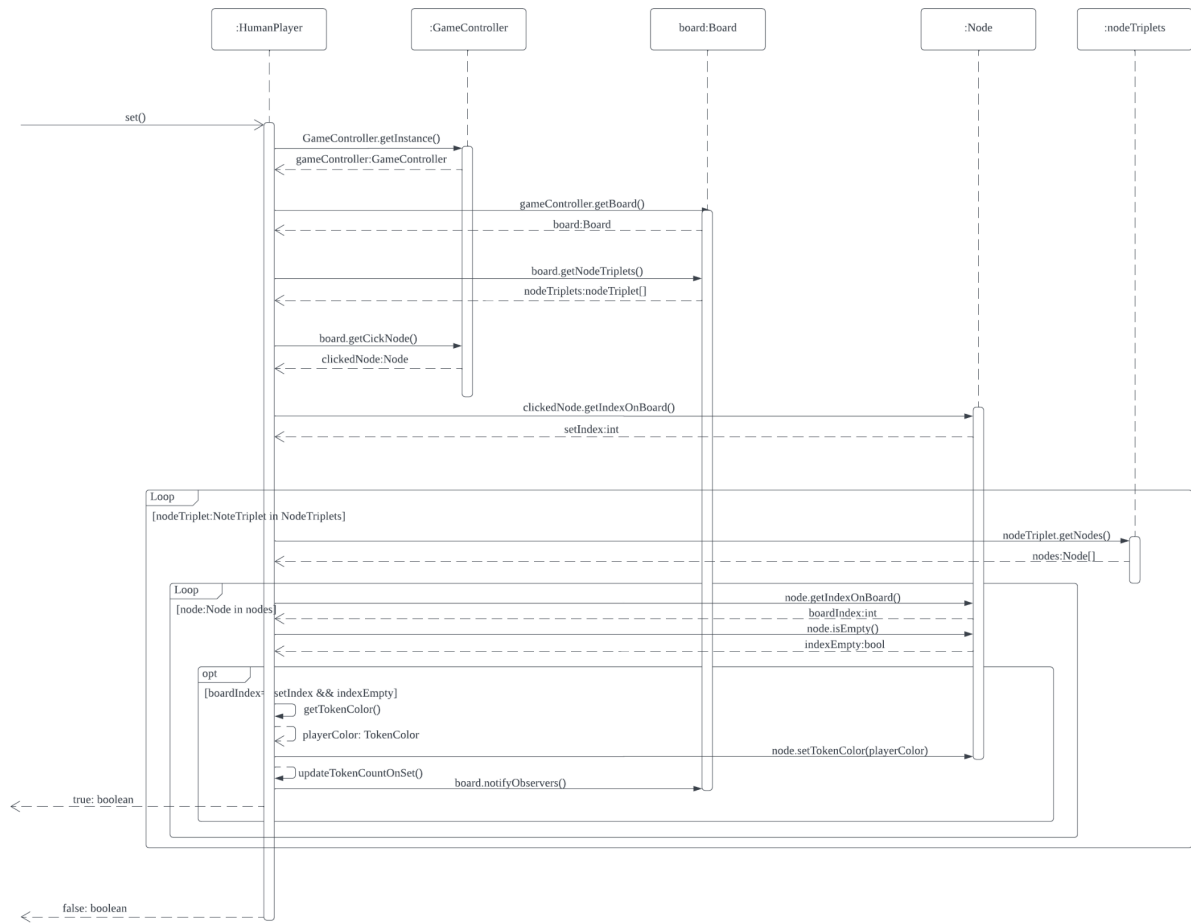 :HumanPlayer
:GameController
board:Board
:Node
:nodeTriplets
set()
GameController.getInstance()
gameController:GameController
gameController.getBoard()
board:Board
board.getNodeTriplets()
nodeTriplets:nodeTriplet[]
board.getCickNode()
clickedNode:Node
clickedNode.getIndexOnBoard()
setIndex:int
Loop
[nodeTriplet:NoteTriplet in NodeTriplets]
nodeTriplet.getNodes()
nodes:Node[]
Loop
[node:Node in nodes]
node.getIndexOnBoard()
boardIndex:int
node.isEmpty()
indexEmpty:bool
opt
[boardIndex= setIndex && indexEmpty]
getTokenColor()
playerColor: TokenColor
node.setTokenColor(playerColor)
updateTokenCountOnSet()
board.notifyObservers()
true: boolean
false: boolean